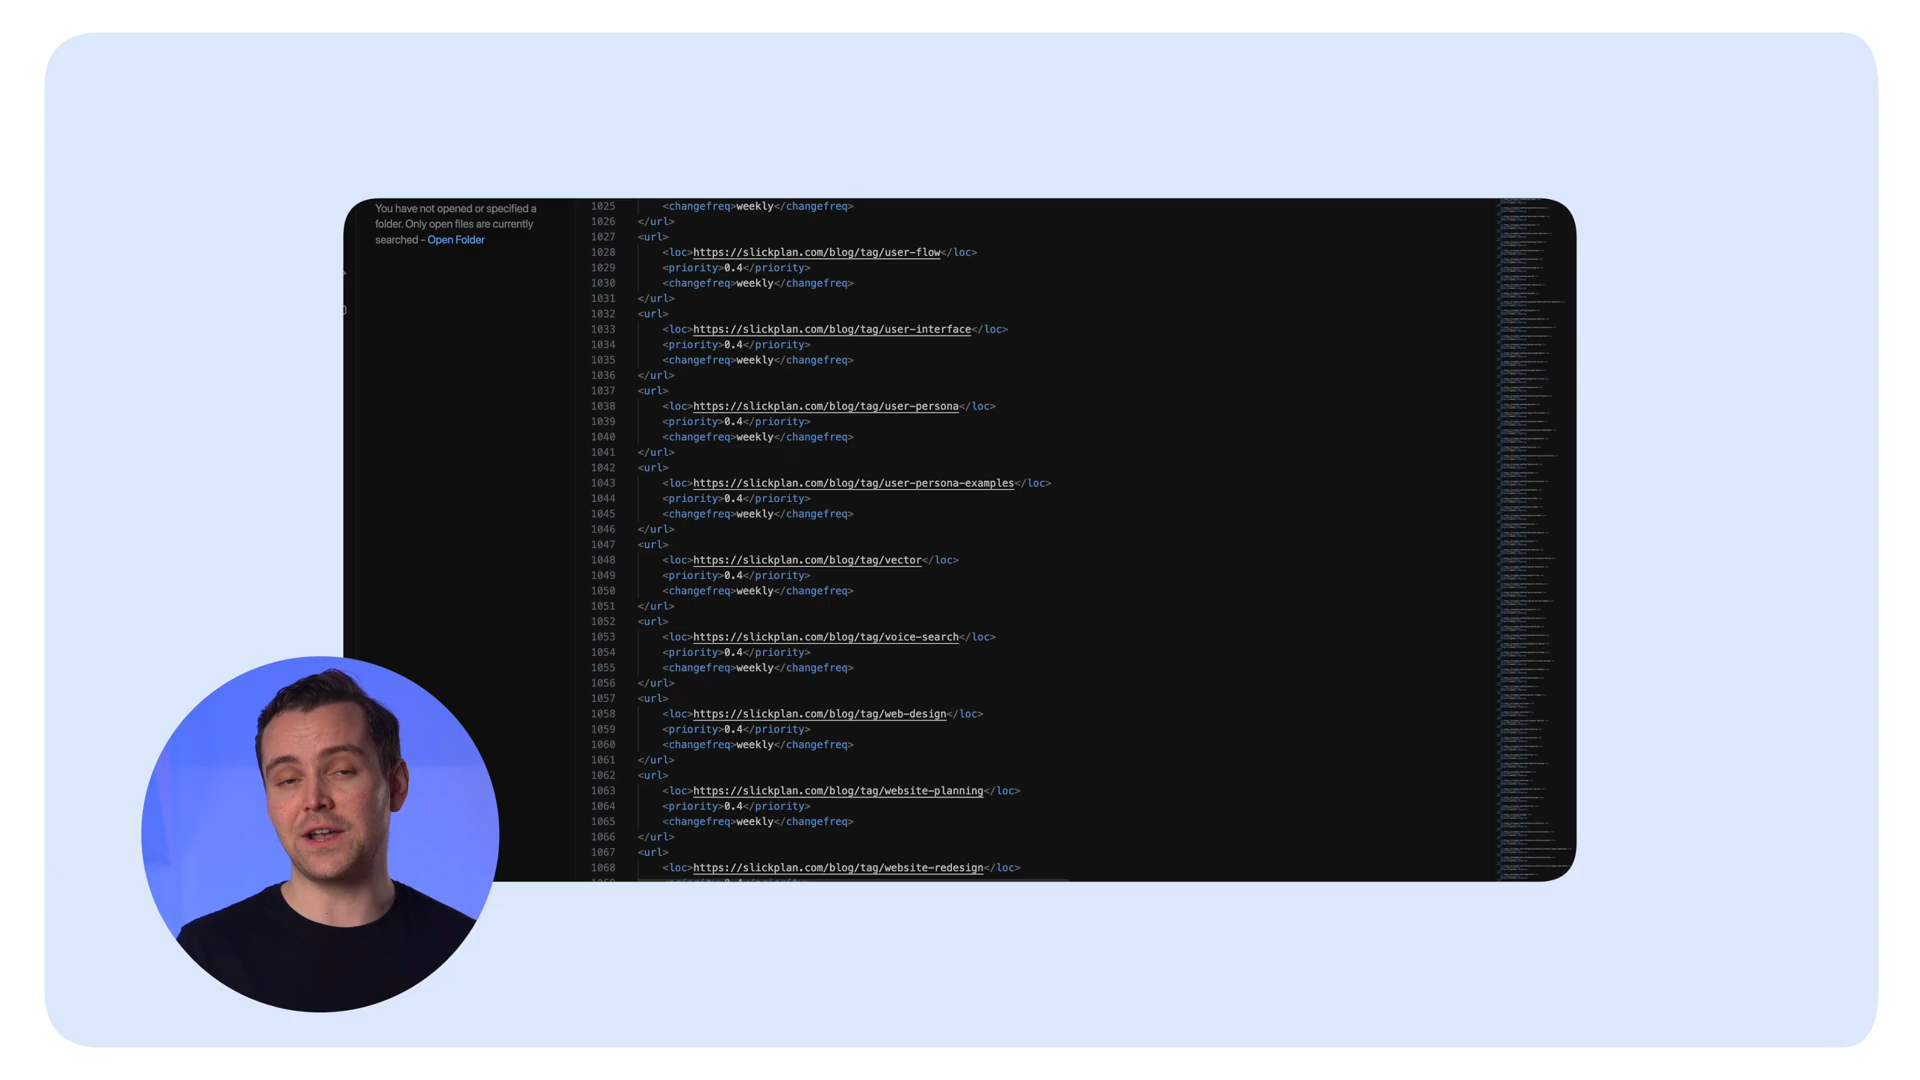 You have not opened or specified a
folder. Only open files are currently
searched - Open Folder
1025 <changefreq>weekly</changefreq>
1026 </url>
1027 <url>
1028 <loc>https://slickplan.com/blog/tag/user-flow</loc>
1029 <priority>0.4</priority>
1030 <changefreq>weekly</changefreq>
1031 </url>
1032 <url>
1033 <loc>https://slickplan.com/blog/tag/user-interface</loc>
1034 <priority>0.4</priority>
1035 <changefreq>weekly</changefreq>
1036 </url>
1037 <url>
1038 <loc>https://slickplan.com/blog/tag/user-persona</loc>
1039 <priority>0.4</priority>
1040 <changefreq>weekly</changefreq>
1041 </url>
1042 <url>
1043 <loc>https://slickplan.com/blog/tag/user-persona-examples</loc>
1044 <priority>0.4</priority>
1045 <changefreq>weekly</changefreq>
1046 </url>
1047 <url>
1048 <loc>https://slickplan.com/blog/tag/vector</loc>
1049 <priority>0.4</priority>
1050 <changefreq>weekly</changefreq>
1051 </url>
1052 <url>
1053 <loc>https://slickplan.com/blog/tag/voice-search</loc>
1054 <priority>0.4</priority>
1055 <changefreq>weekly</changefreq>
1056 </url>
1057 <url>
1058 <loc>https://slickplan.com/blog/tag/web-design</loc>
1059 <priority>0.4</priority>
1060 <changefreq>weekly</changefreq>
1061 </url>
1062 <url>
1063 <loc>https://slickplan.com/blog/tag/website-planning</loc>
1064 <priority>0.4</priority>
1065 <changefreq>weekly</changefreq>
1066 </url>
1067 <url>
1068 <loc>https://slickplan.com/blog/tag/website-redesign</loc>